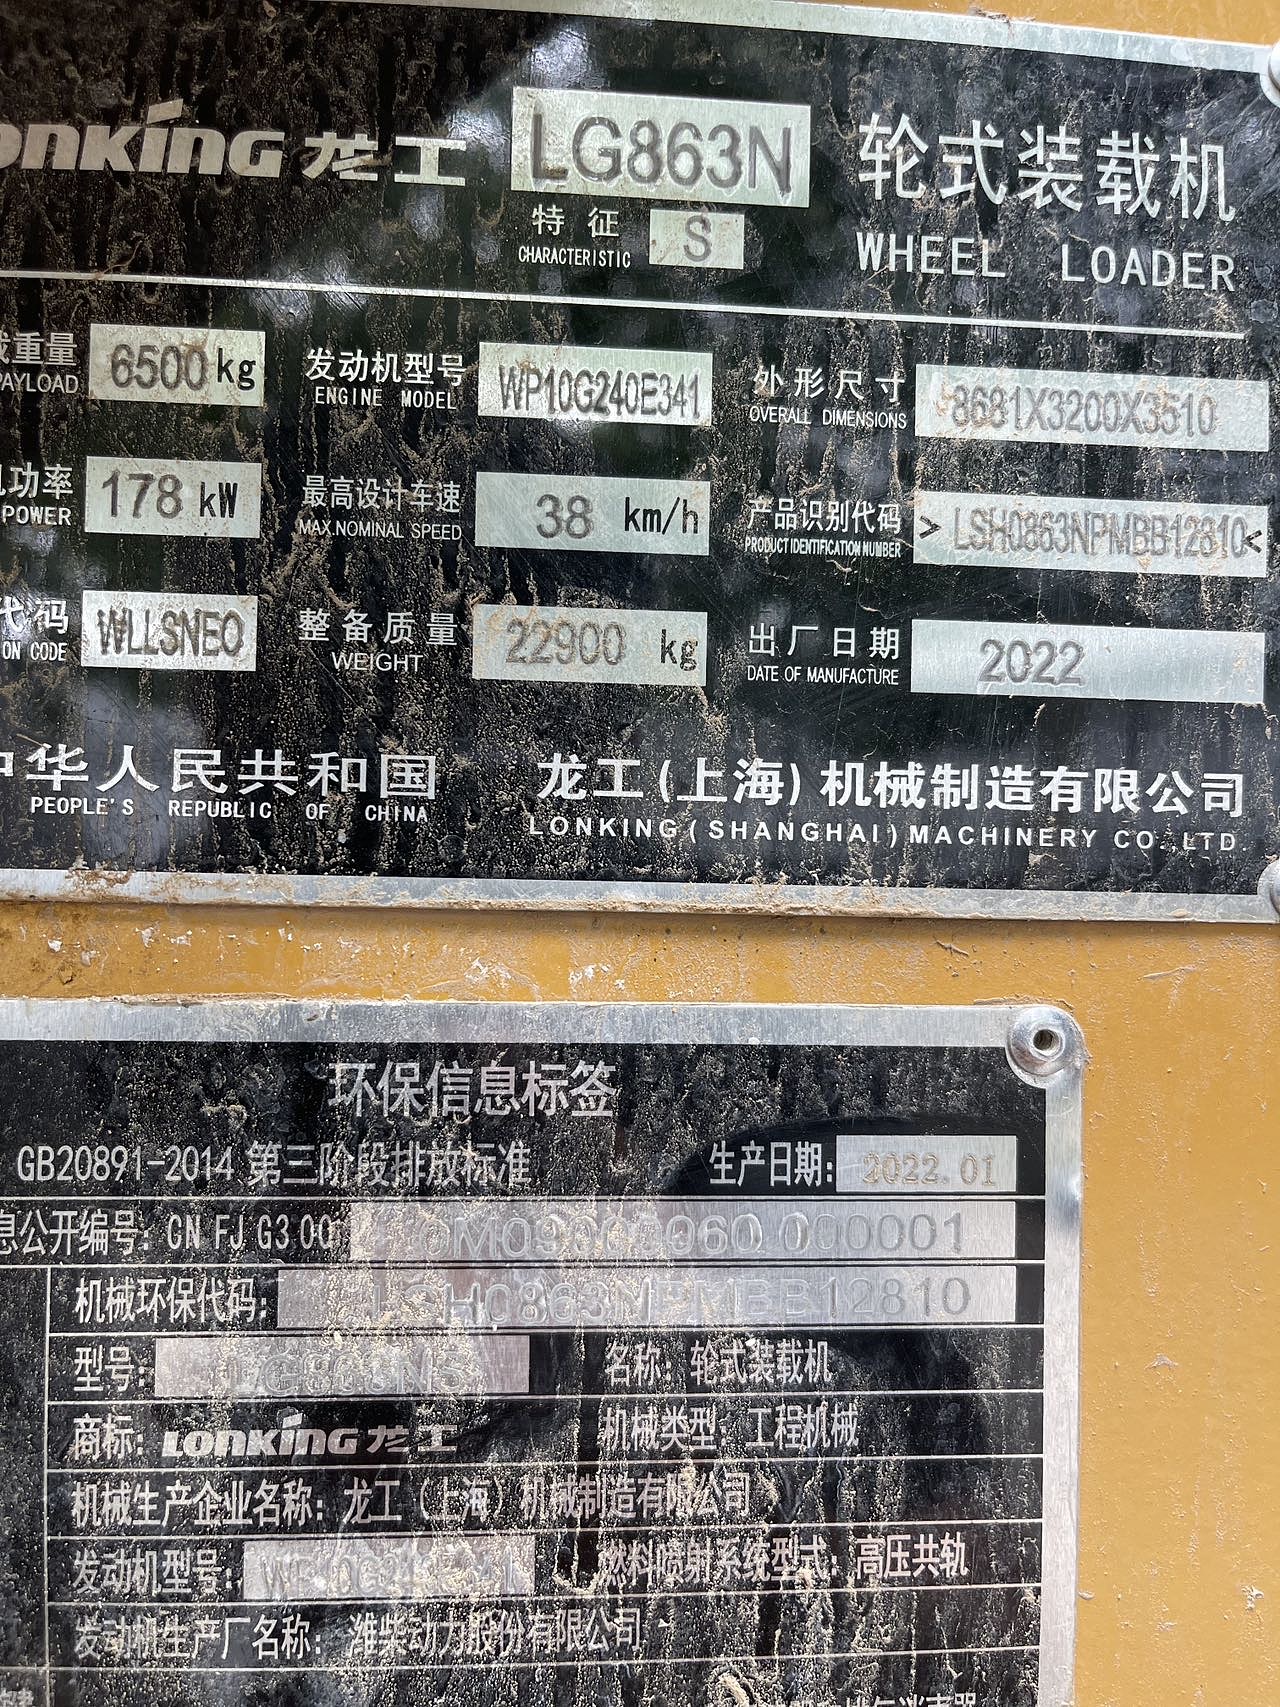 onking 龙工 LG863N 轮式装载机
特征 S
CHARACTERISTIC
WHEEL LOADER
重量 6500kg 发动机型号 WP10G240E341 外形尺寸 8681X3200X3510
PAYLOAD ENGINE MODEL OVERALL DIMENSIONS
功率 178 kW 最高设计车速 38 km/h 产品识别代码 >LSH0863NPMBB12810<
POWER MAX.NOMINAL SPEED PRODUCT IDENTIFICATION NUMBER
代码 WLLSNE0 整备质量 22900 kg 出厂日期 2022
ON CODE WEIGHT DATE OF MANUFACTURE
中华人民共和国 龙工(上海)机械制造有限公司
PEOPLE'S REPUBLIC OF CHINA LONKING(SHANGHAI)MACHINERY CO.,LTD.
环保信息标签
GB20891-2014 第三阶段排放标准 生产日期: 2022.01
息公开编号: CN FJ G3 00 000001
机械环保代码: LSH0863NPMBB12810
型号: LG863NS 名称: 轮式装载机
商标: Lonking 龙工 机械类型: 工程机械
机械生产企业名称: 龙工(上海)机械制造有限公司
发动机型号: 燃料喷射系统型式: 高压共轨
发动机生产厂名称: 潍柴动力股份有限公司